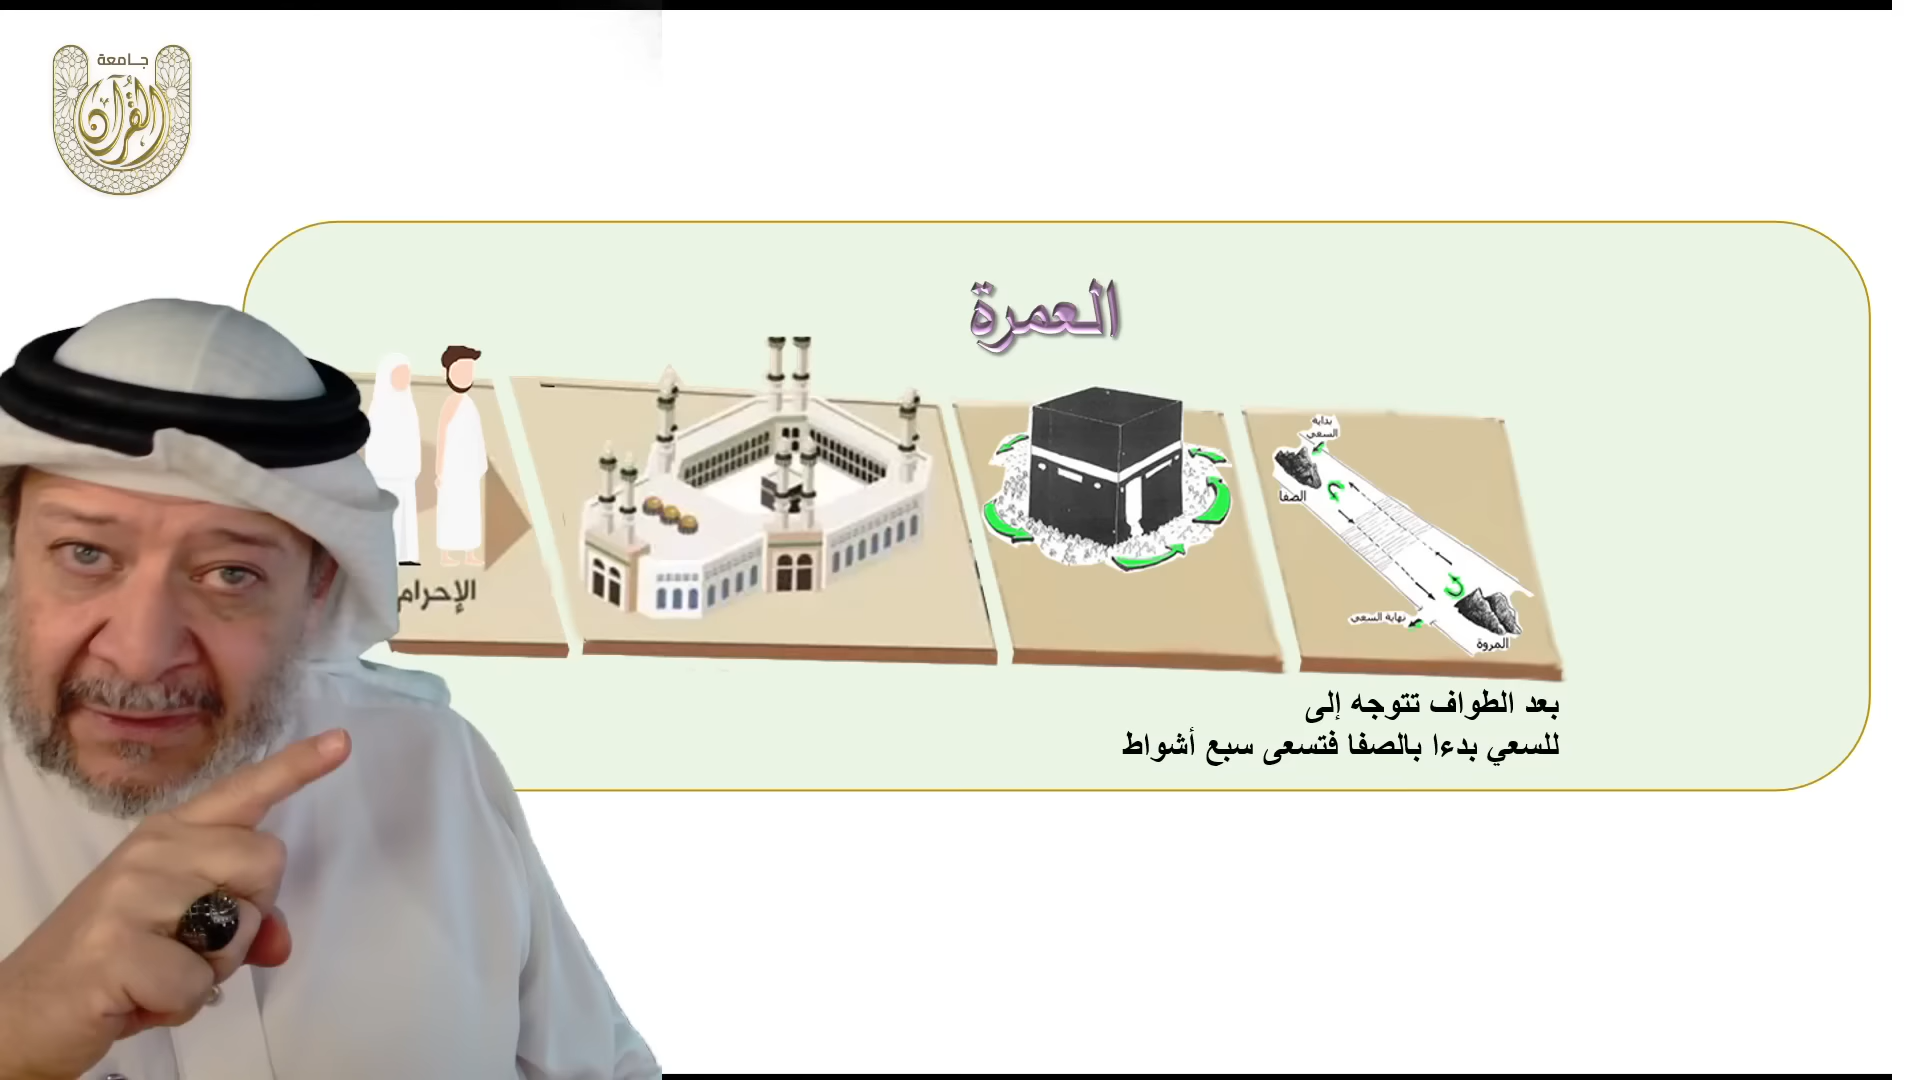 جامعة
القرآن
العمرة
بداية
السعي
الصفا
الإحرام
نهاية السعي
المروة
بعد الطواف تتوجه إلى
للسعي بدءا بالصفا فتسعى سبع أشواط